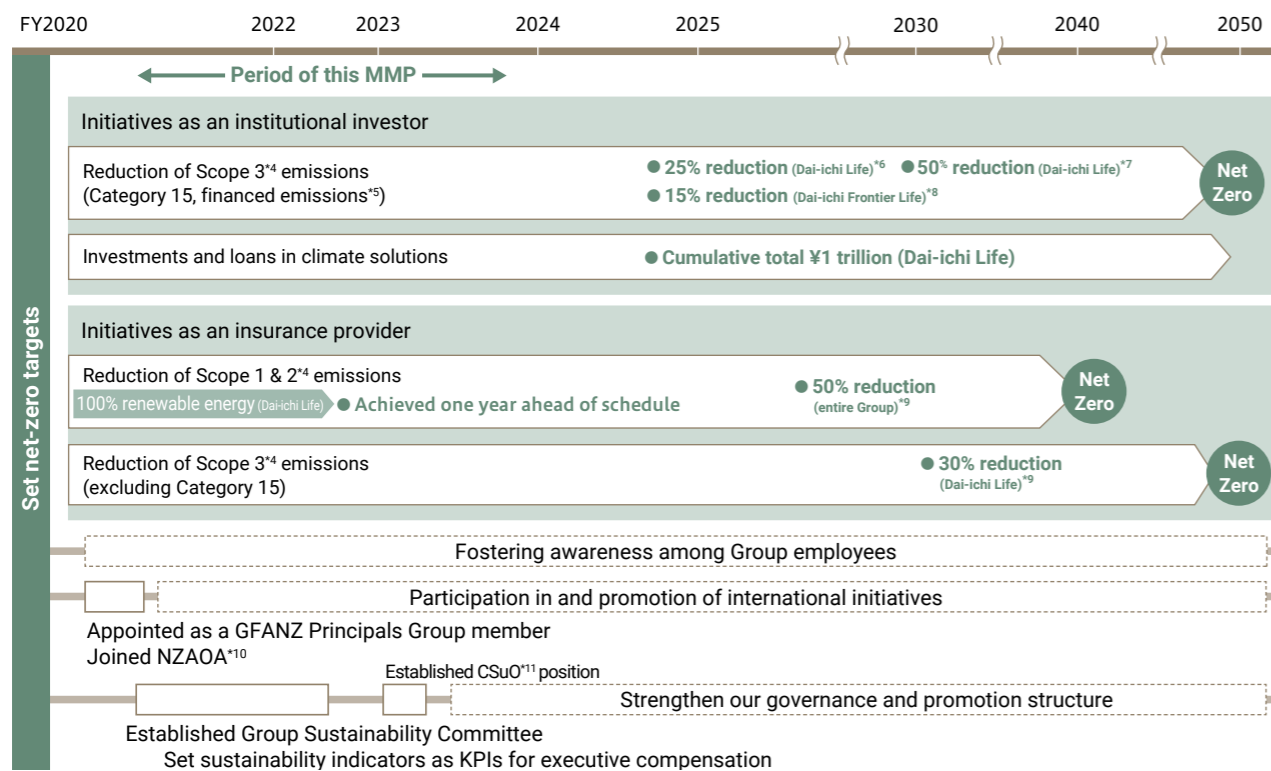 FY2020 2022 2023 2024 2025 2030 2040 2050
Period of this MMP
Set net-zero targets
Initiatives as an institutional investor
Reduction of Scope 3*4 emissions
(Category 15, financed emissions*5)
25% reduction (Dai-ichi Life)*6
50% reduction (Dai-ichi Life)*7
15% reduction (Dai-ichi Frontier Life)*8
Net
Zero
Investments and loans in climate solutions
Cumulative total ¥1 trillion (Dai-ichi Life)
Initiatives as an insurance provider
Reduction of Scope 1 & 2*4 emissions
100% renewable energy (Dai-ichi Life)
Achieved one year ahead of schedule
50% reduction
(entire Group)*9
Net
Zero
Reduction of Scope 3*4 emissions
(excluding Category 15)
30% reduction
(Dai-ichi Life)*9
Net
Zero
Fostering awareness among Group employees
Participation in and promotion of international initiatives
Appointed as a GFANZ Principals Group member
Joined NZAOA*10
Established CSuO*11 position
Strengthen our governance and promotion structure
Established Group Sustainability Committee
Set sustainability indicators as KPIs for executive compensation